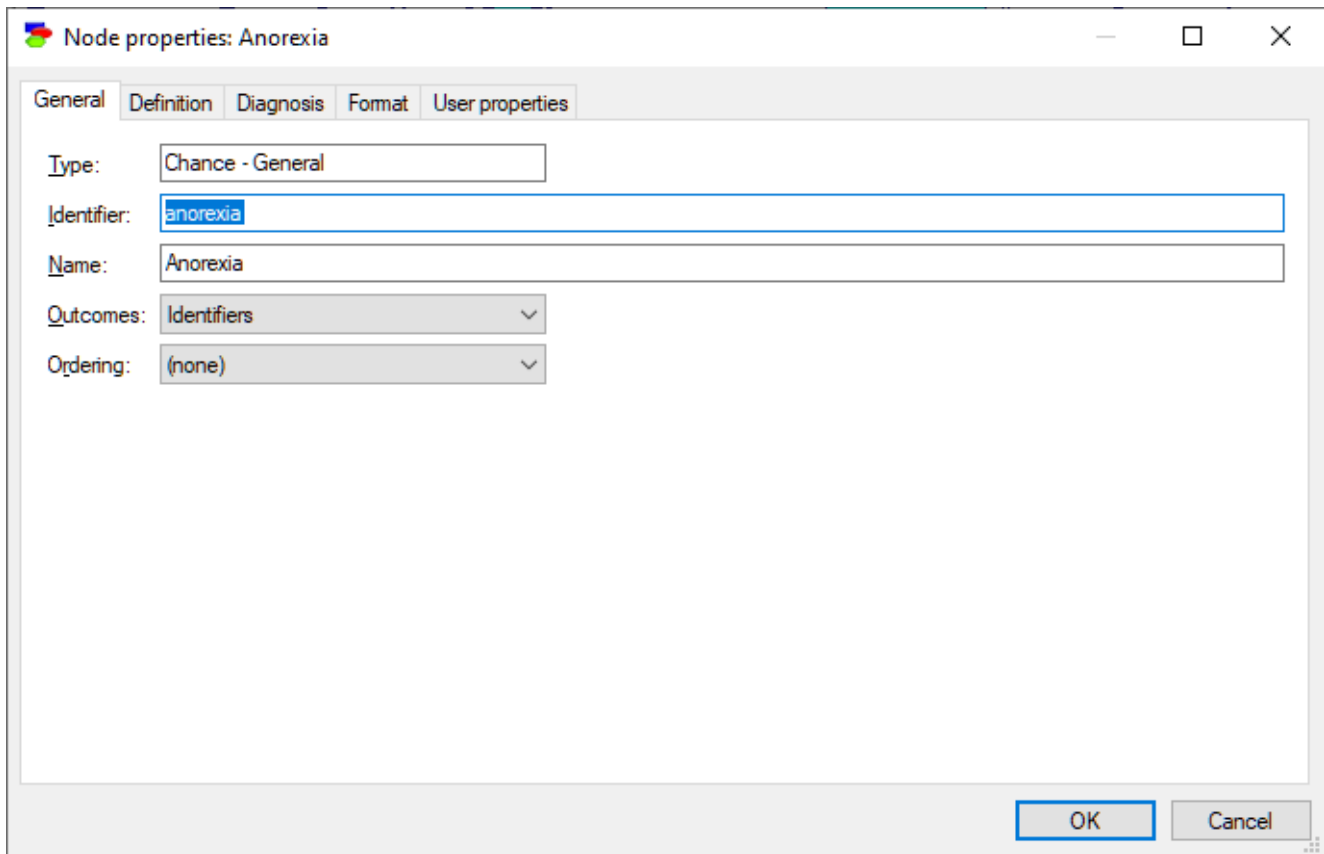 Node properties: Anorexia
General Definition Diagnosis Format User properties
Type: Chance - General
Identifier: anorexia
Name: Anorexia
Outcomes: Identifiers
Ordering: (none)
OK Cancel